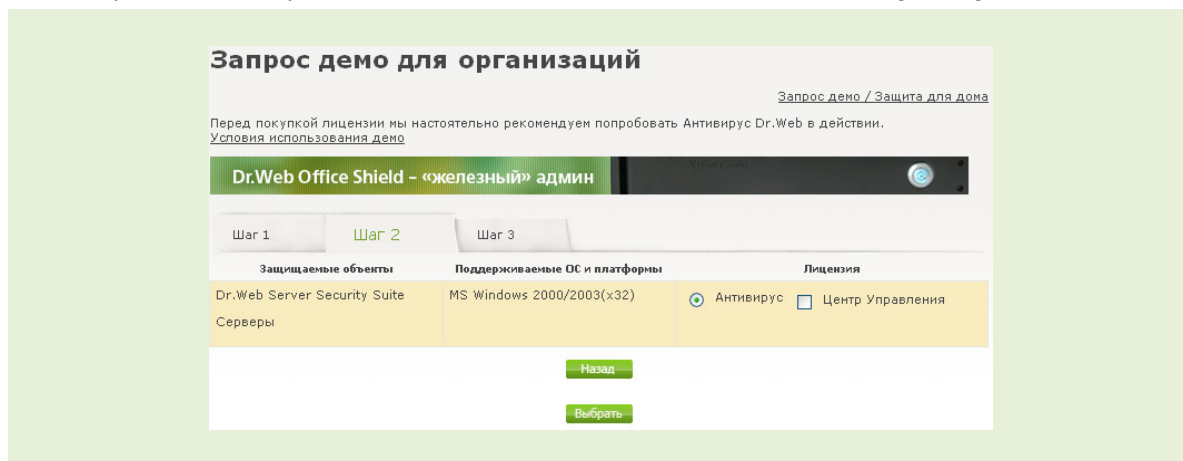 Запрос демо для организаций
Запрос демо / Защита для дома
Перед покупкой лицензии мы настоятельно рекомендуем попробовать Антивирус Dr.Web в действии.
Условия использования демо
Dr.Web Office Shield – «железный» админ
Шаг 1 Шаг 2 Шаг 3
Защищаемые объекты Поддерживаемые ОС и платформы Лицензия
Dr.Web Server Security Suite MS Windows 2000/2003(x32) Антивирус Центр Управления
Серверы
Назад
Выбрать